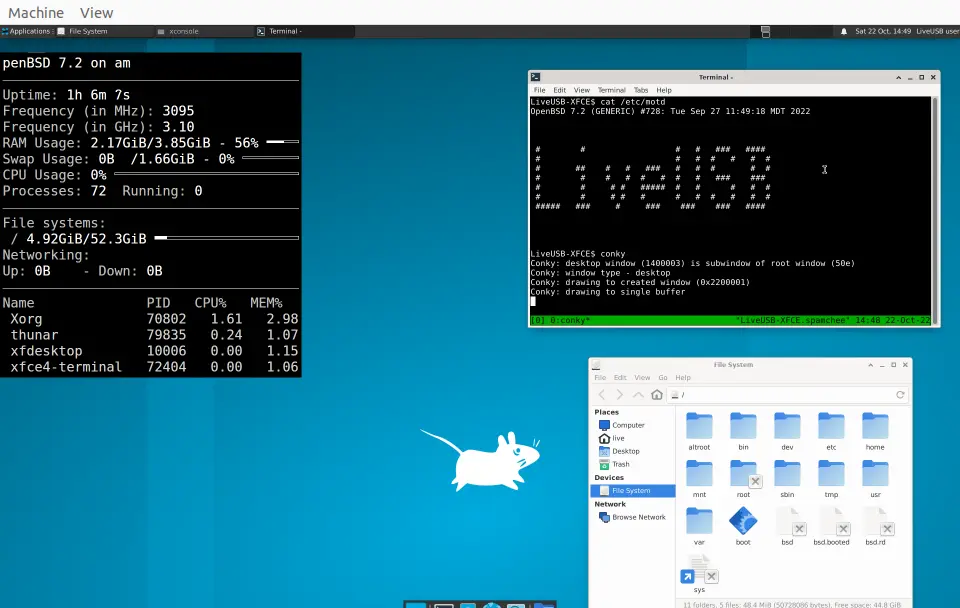 Machine View
Applications File System xconsole Terminal - Sat 22 Oct, 14:49 LiveUSB user
penBSD 7.2 on am
Uptime: 1h 6m 7s
Frequency (in MHz): 3095
Frequency (in GHz): 3.10
RAM Usage: 2.17GiB/3.85GiB - 56%
Swap Usage: 0B /1.66GiB - 0%
CPU Usage: 0%
Processes: 72 Running: 0
File systems:
/ 4.92GiB/52.3GiB
Networking:
Up: 0B - Down: 0B
Name PID CPU% MEM%
Xorg 70802 1.61 2.98
thunar 79835 0.24 1.07
xfdesktop 10006 0.00 1.15
xfce4-terminal 72404 0.00 1.06
Terminal -
File Edit View Terminal Tabs Help
LiveUSB-XFCE$ cat /etc/motd
OpenBSD 7.2 (GENERIC) #728: Tue Sep 27 11:49:18 MDT 2022
LiveUSB
LiveUSB-XFCE$ conky
Conky: desktop window (1400003) is subwindow of root window (50e)
Conky: window type - desktop
Conky: drawing to created window (0x2200001)
Conky: drawing to single buffer
[0] 0:conky* "LiveUSB-XFCE.spamchee" 14:48 22-Oct-22
File System
File Edit View Go Help
/
Places
Computer
live
Desktop
Trash
Devices
File System
Network
Browse Network
altroot bin dev etc home
mnt root sbin tmp usr
var boot bsd bsd.booted bsd.rd
sys
11 folders, 5 files: 48.4 MiB (50728086 bytes), Free space: 44.8 GiB